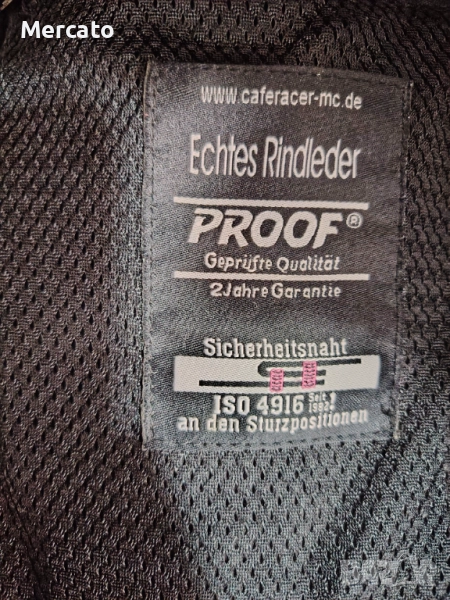 Mercato
www.caferacer-mc.de
Echtes Rindleder
PROOF®
Geprüfte Qualität
2 Jahre Garantie
Sicherheitsnaht
ISO 4916
an den Sturzpositionen